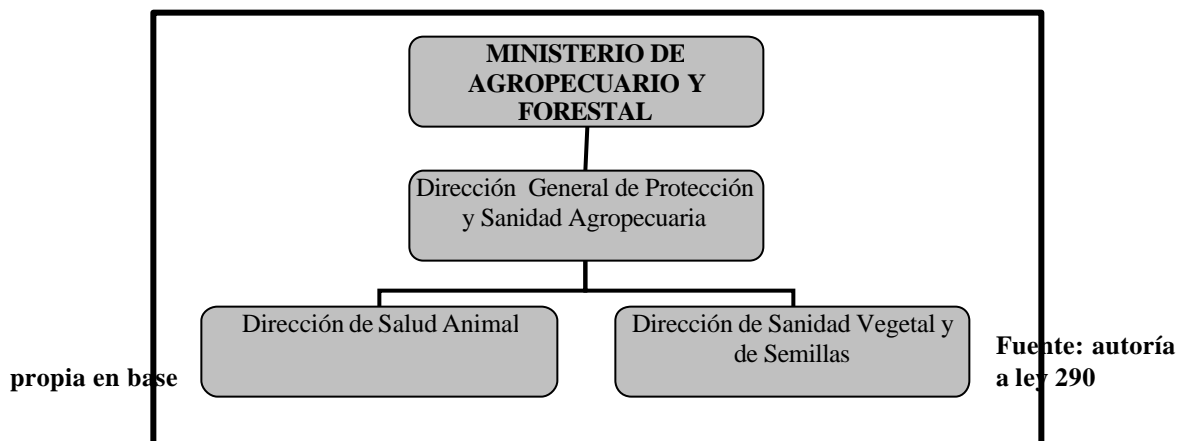 MINISTERIO DE
AGROPECUARIO Y
FORESTAL
Dirección General de Protección
y Sanidad Agropecuaria
Dirección de Salud Animal
Dirección de Sanidad Vegetal y
de Semillas
Fuente: autoría
propia en base
a ley 290